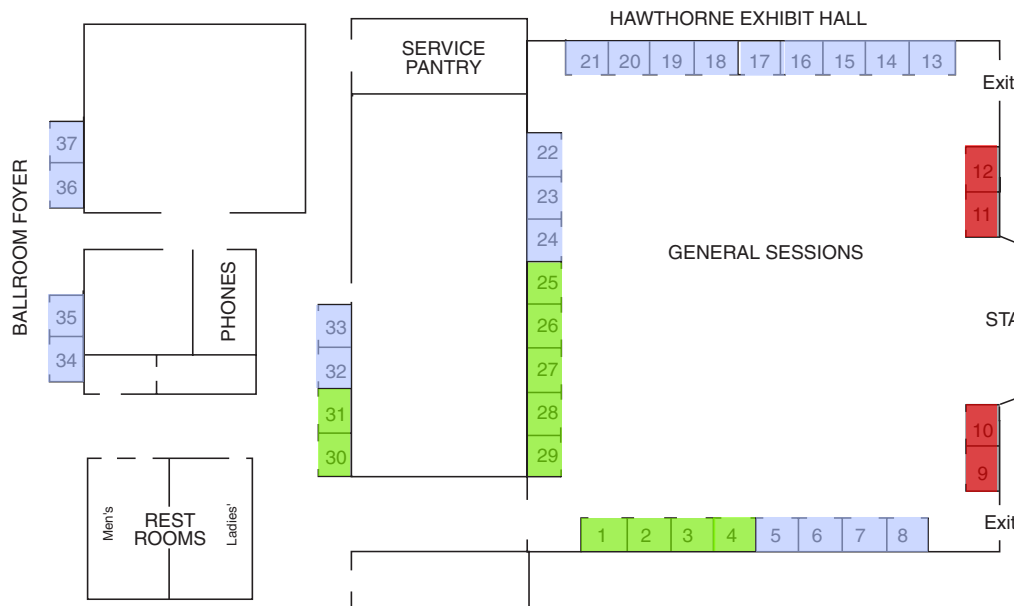 HAWTHORNE EXHIBIT HALL
SERVICE
PANTRY
21 20 19 18 17 16 15 14 13
Exit
37
36
BALLROOM FOYER
22
23
24
25
26
27
28
29
12
11
GENERAL SESSIONS
PHONES
35
34
33
32
31
30
STA
10
9
Men's
REST
ROOMS
Ladies'
Exit
1 2 3 4 5 6 7 8